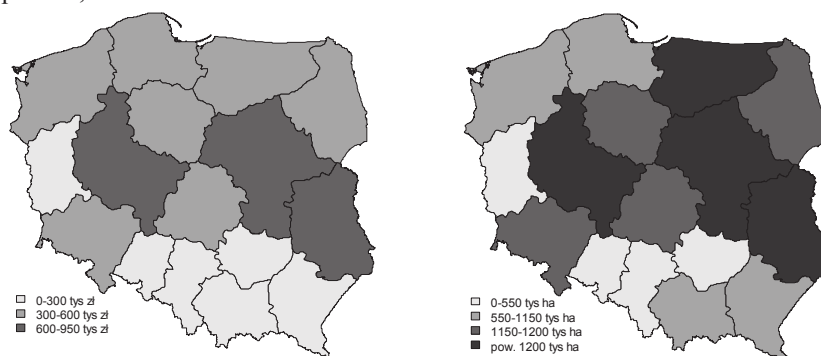 0-300 tys zł
300-600 tys zł
600-950 tys zł
0-550 tys ha
550-1150 tys ha
1150-1200 tys ha
pow. 1200 tys ha